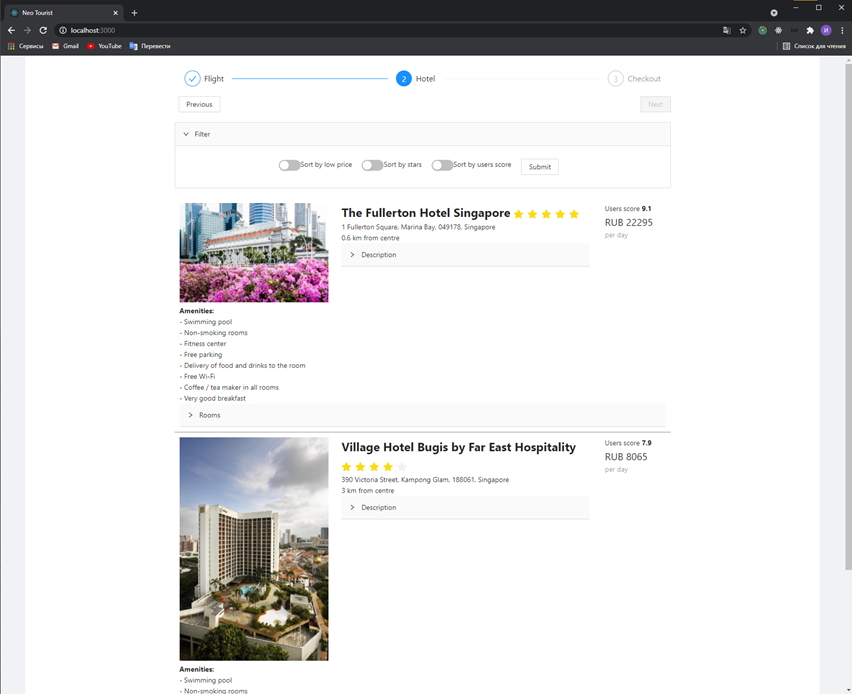 Neo Tourist
localhost:3000
Сервисы Gmail YouTube Перевести
Список для чтения
Flight
2 Hotel
3 Checkout
Previous
Next
Filter
Sort by low price Sort by stars Sort by users score Submit
The Fullerton Hotel Singapore
1 Fullerton Square, Marina Bay, 049178, Singapore
0.6 km from centre
Description
Users score 9.1
RUB 22295
per day
Amenities:
- Swimming pool
- Non-smoking rooms
- Fitness center
- Free parking
- Delivery of food and drinks to the room
- Free Wi-Fi
- Coffee / tea maker in all rooms
- Very good breakfast
Rooms
Village Hotel Bugis by Far East Hospitality
390 Victoria Street, Kampong Glam, 188061, Singapore
3 km from centre
Description
Users score 7.9
RUB 8065
per day
Amenities:
- Swimming pool
- Non-smoking rooms